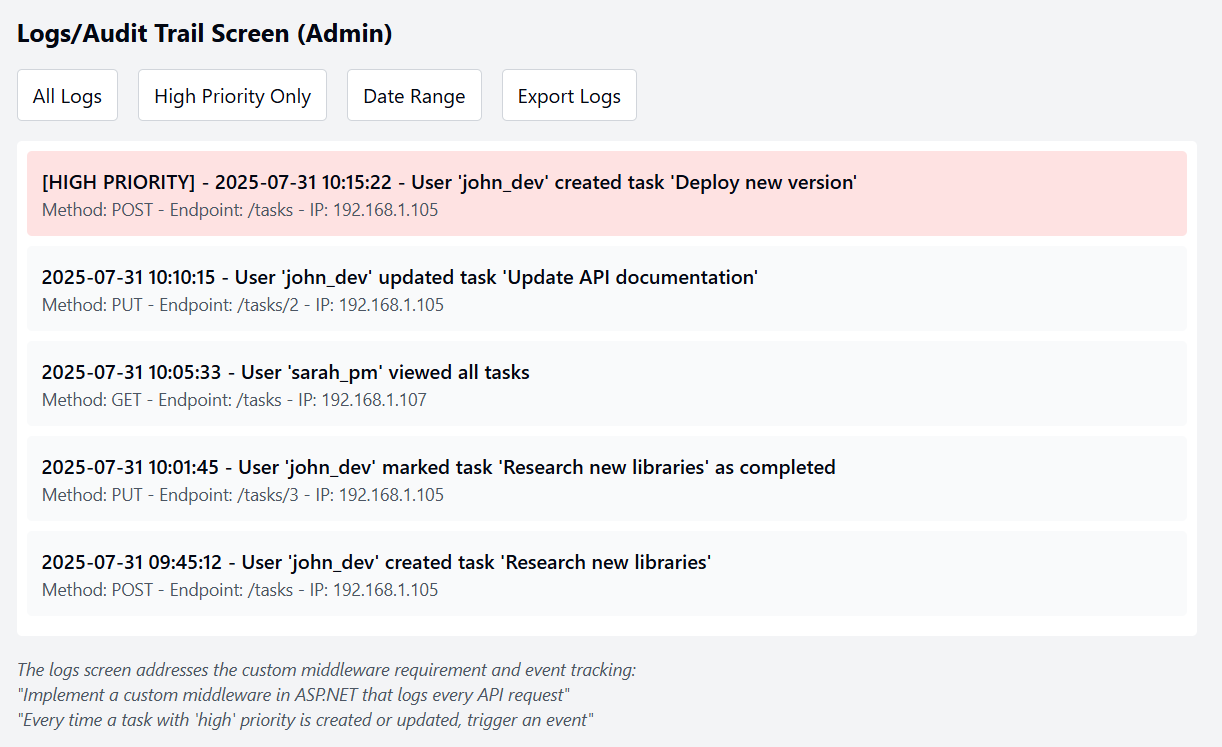 Logs/Audit Trail Screen (Admin)
All Logs
High Priority Only
Date Range
Export Logs
[HIGH PRIORITY] - 2025-07-31 10:15:22 - User 'john_dev' created task 'Deploy new version'
Method: POST - Endpoint: /tasks - IP: 192.168.1.105
2025-07-31 10:10:15 - User 'john_dev' updated task 'Update API documentation'
Method: PUT - Endpoint: /tasks/2 - IP: 192.168.1.105
2025-07-31 10:05:33 - User 'sarah_pm' viewed all tasks
Method: GET - Endpoint: /tasks - IP: 192.168.1.107
2025-07-31 10:01:45 - User 'john_dev' marked task 'Research new libraries' as completed
Method: PUT - Endpoint: /tasks/3 - IP: 192.168.1.105
2025-07-31 09:45:12 - User 'john_dev' created task 'Research new libraries'
Method: POST - Endpoint: /tasks - IP: 192.168.1.105
The logs screen addresses the custom middleware requirement and event tracking:
"Implement a custom middleware in ASP.NET that logs every API request"
"Every time a task with 'high' priority is created or updated, trigger an event"